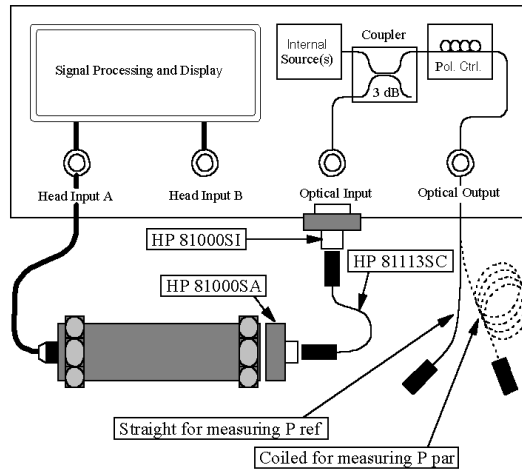 Internal
Source(s)
Coupler
3 dB
Pol. Ctrl.
Signal Processing and Display
Head Input A
Head Input B
Optical Input
Optical Output
HP 81000SI
HP 81113SC
HP 81000SA
Straight for measuring P ref
Coiled for measuring P par